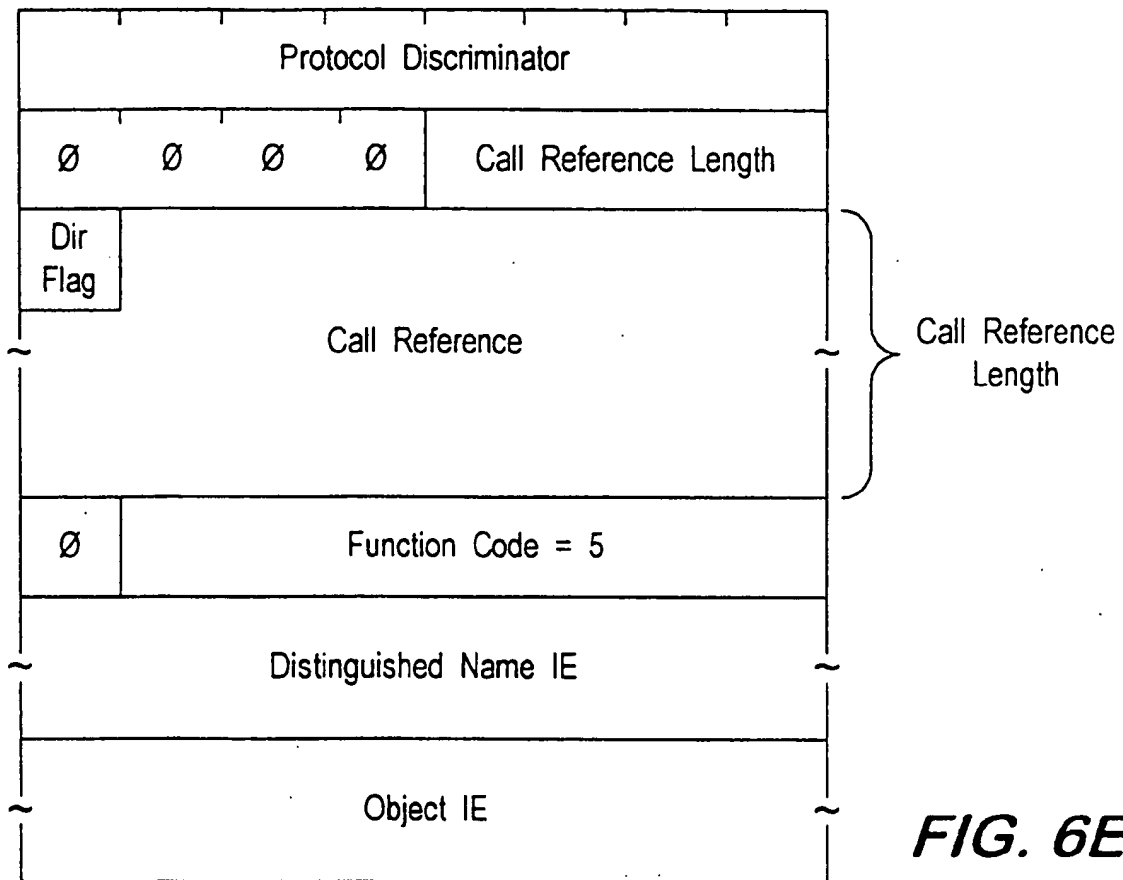 Protocol Discriminator
Ø Ø Ø Ø Call Reference Length
Dir
Flag
Call Reference
Call Reference
Length
Ø Function Code = 5
Distinguished Name IE
Object IE
FIG. 6E